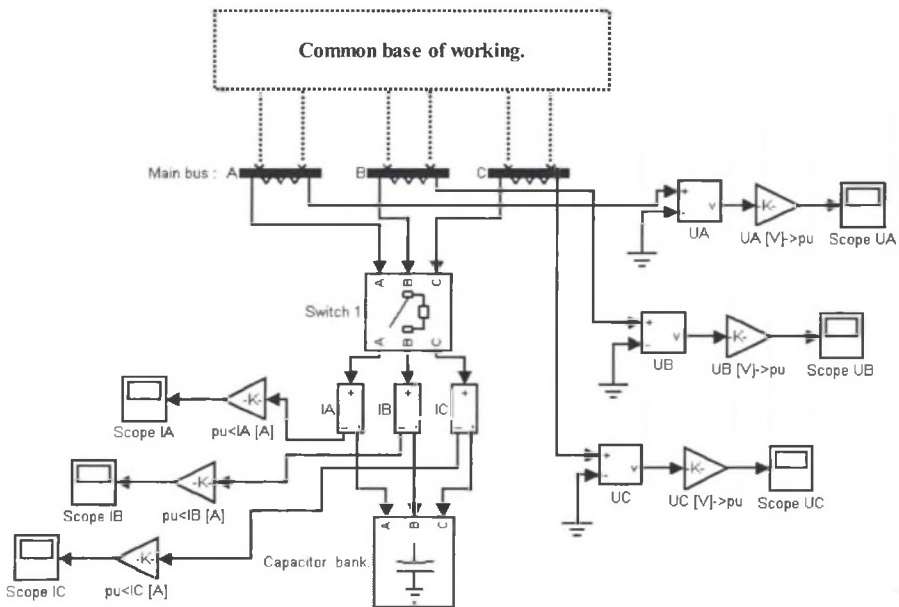 Common base of working.
Main bus : A B C
+
-
v
UA
-K-
UA [V]->pu
Scope UA
A B C
Switch 1
A B C
+
-
v
UB
-K-
UB [V]->pu
Scope UB
IA
+
-
IB
+
-
IC
+
-
-K-
pu<IA [A]
Scope IA
+
-
v
UC
-K-
UC [V]->pu
Scope UC
-K-
pu<IB [A]
Scope IB
A B C
Capacitor bank.
-K-
pu<IC [A]
Scope IC